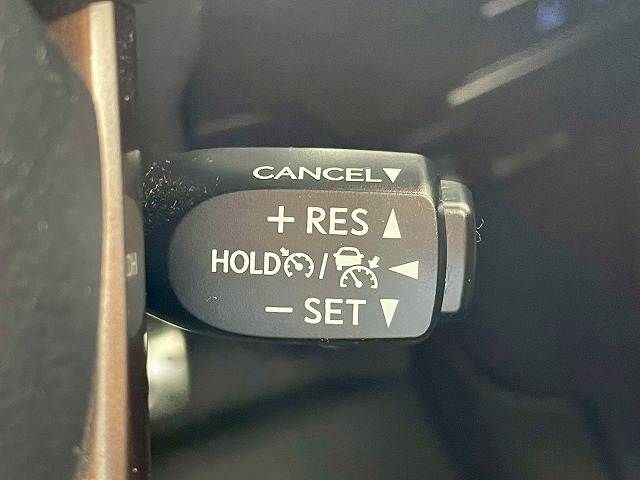 CANCEL▼
+ RES ▲
HOLD / ◀
− SET ▼